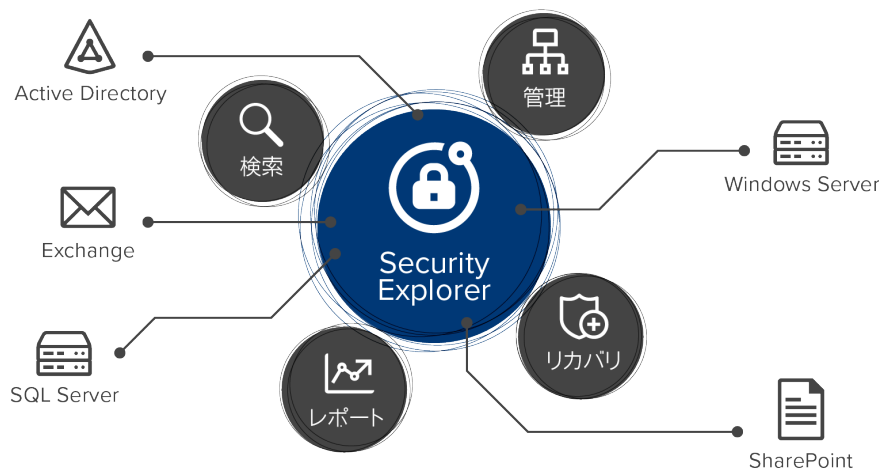 管理
Active Directory
検索
Windows Server
Exchange
Security
Explorer
リカバリ
SQL Server
レポート
SharePoint